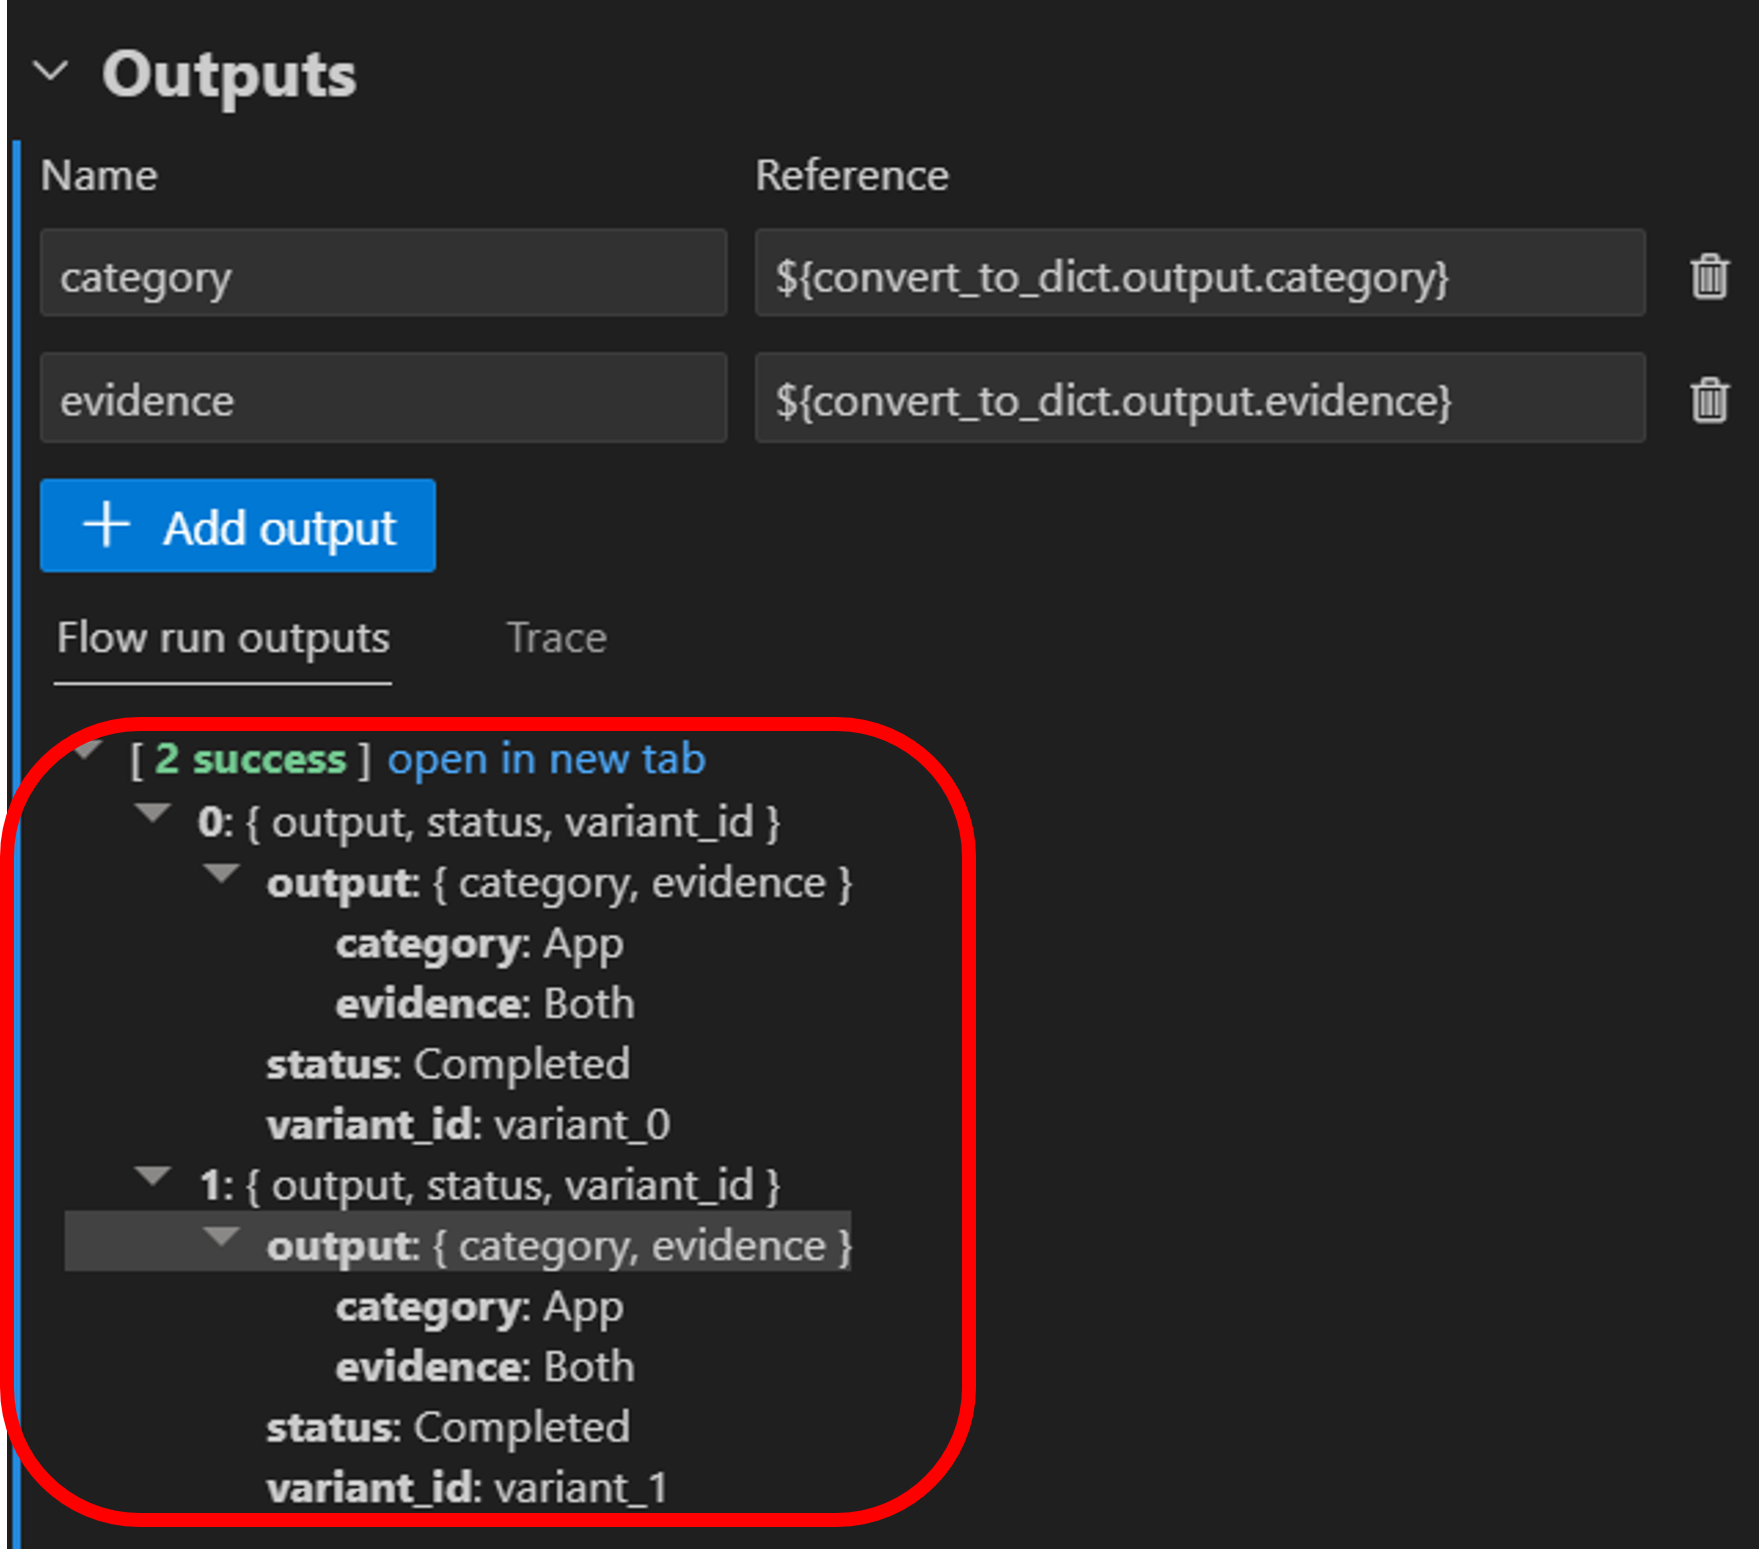 Outputs
Name Reference
category ${convert_to_dict.output.category}
evidence ${convert_to_dict.output.evidence}
+ Add output
Flow run outputs Trace
[ 2 success ] open in new tab
0: { output, status, variant_id }
output: { category, evidence }
category: App
evidence: Both
status: Completed
variant_id: variant_0
1: { output, status, variant_id }
output: { category, evidence }
category: App
evidence: Both
status: Completed
variant_id: variant_1